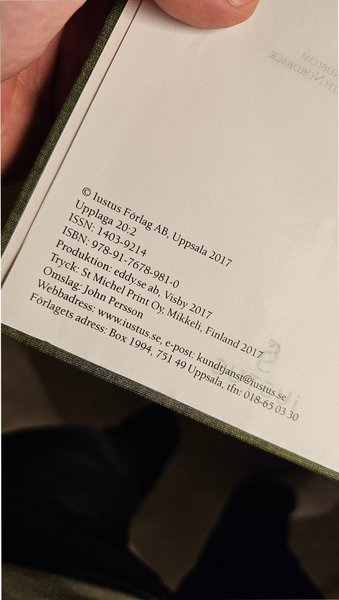 © Iustus Förlag AB, Uppsala 2017
Upplaga 20:2
ISSN: 1403-9214
ISBN: 978-91-7678-981-0
Produktion: eddy.se ab, Visby 2017
Tryck: St Michel Print Oy, Mikkeli, Finland 2017
Omslag: John Persson
Webbadress: www.iustus.se, e-post: kundtjanst@iustus.se
Förlagets adress: Box 1994, 751 49 Uppsala, tfn: 018-65 03 30